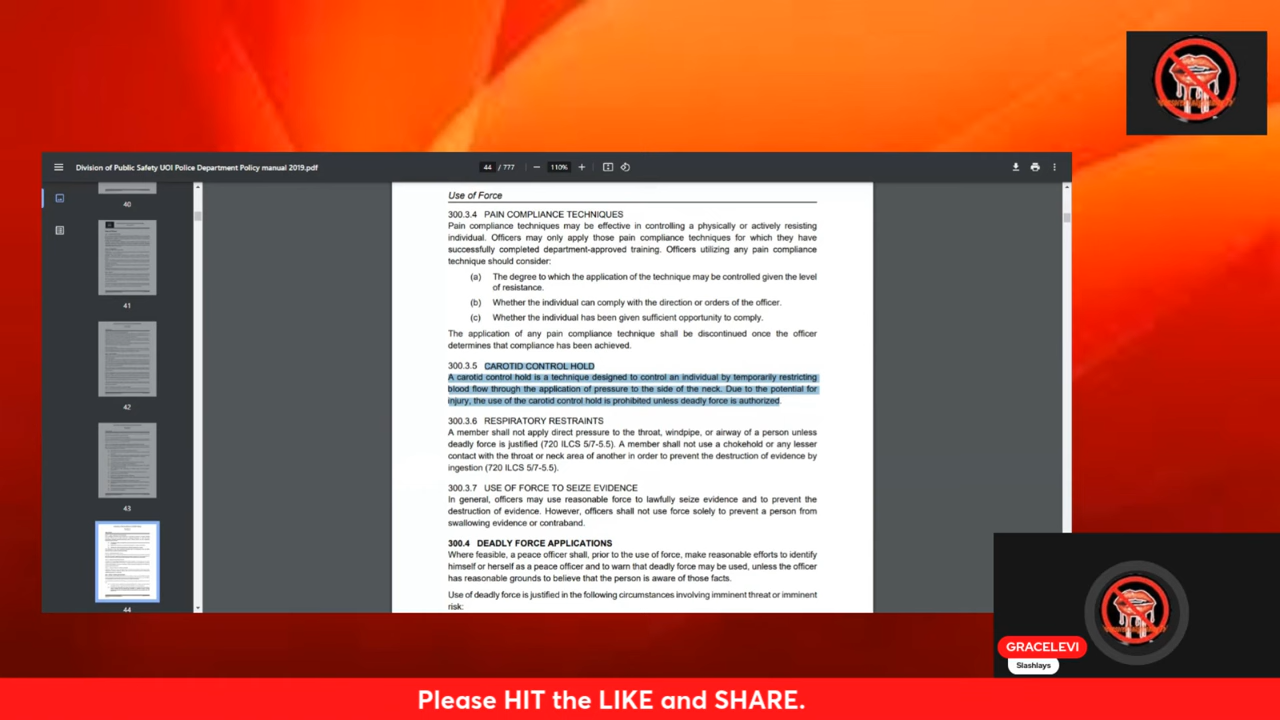 Division of Public Safety UOI Police Department Policy manual 2019.pdf
44 / 777
110%
40
41
42
43
44
Use of Force
300.3.4 PAIN COMPLIANCE TECHNIQUES
Pain compliance techniques may be effective in controlling a physically or actively resisting
individual. Officers may only apply those pain compliance techniques for which they have
successfully completed department-approved training. Officers utilizing any pain compliance
technique should consider:
(a) The degree to which the application of the technique may be controlled given the level
of resistance.
(b) Whether the individual can comply with the direction or orders of the officer.
(c) Whether the individual has been given sufficient opportunity to comply.
The application of any pain compliance technique shall be discontinued once the officer
determines that compliance has been achieved.
300.3.5 CAROTID CONTROL HOLD
A carotid control hold is a technique designed to control an individual by temporarily restricting
blood flow through the application of pressure to the side of the neck. Due to the potential for
injury, the use of the carotid control hold is prohibited unless deadly force is authorized.
300.3.6 RESPIRATORY RESTRAINTS
A member shall not apply direct pressure to the throat, windpipe, or airway of a person unless
deadly force is justified (720 ILCS 5/7-5.5). A member shall not use a chokehold or any lesser
contact with the throat or neck area of another in order to prevent the destruction of evidence by
ingestion (720 ILCS 5/7-5.5).
300.3.7 USE OF FORCE TO SEIZE EVIDENCE
In general, officers may use reasonable force to lawfully seize evidence and to prevent the
destruction of evidence. However, officers shall not use force solely to prevent a person from
swallowing evidence or contraband.
300.4 DEADLY FORCE APPLICATIONS
Where feasible, a peace officer shall, prior to the use of force, make reasonable efforts to identify
himself or herself as a peace officer and to warn that deadly force may be used, unless the officer
has reasonable grounds to believe that the person is aware of those facts.
Use of deadly force is justified in the following circumstances involving imminent threat or imminent
risk:
GRACELEVI
Slashlays
Please HIT the LIKE and SHARE.